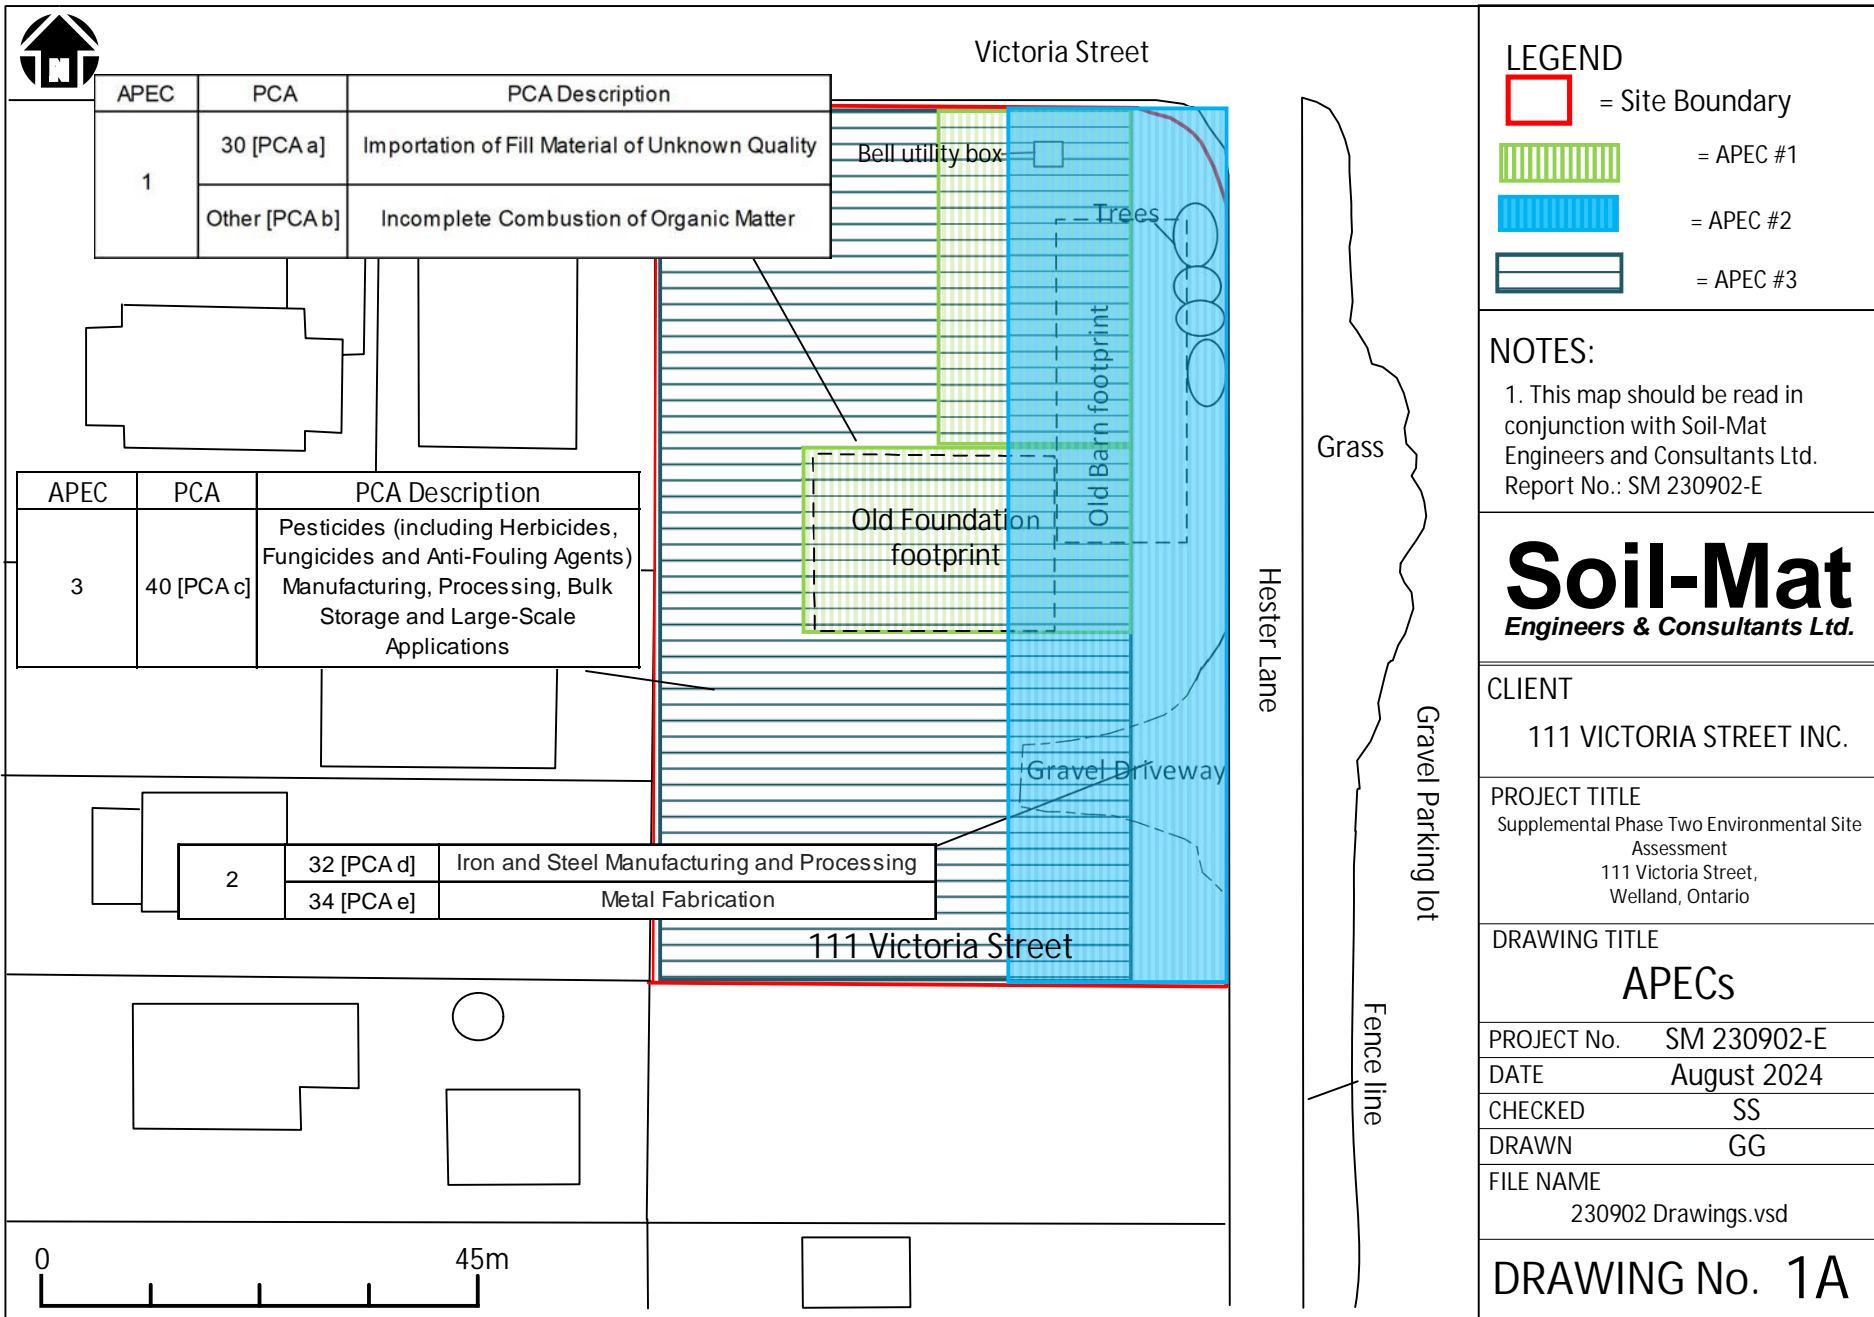 N
Victoria Street
APEC PCA PCA Description
1 30 [PCA a] Importation of Fill Material of Unknown Quality
Other [PCA b] Incomplete Combustion of Organic Matter
Bell utility box
Trees
Old Barn footprint
Old Foundation
footprint
APEC PCA PCA Description
3 40 [PCA c] Pesticides (including Herbicides,
Fungicides and Anti-Fouling Agents)
Manufacturing, Processing, Bulk
Storage and Large-Scale
Applications
Gravel Driveway
2 32 [PCA d] Iron and Steel Manufacturing and Processing
34 [PCA e] Metal Fabrication
111 Victoria Street
Hester Lane
Grass
Gravel Parking lot
Fence line
0 45m
LEGEND
= Site Boundary
= APEC #1
= APEC #2
= APEC #3
NOTES:
1. This map should be read in
conjunction with Soil-Mat
Engineers and Consultants Ltd.
Report No.: SM 230902-E
Soil-Mat
Engineers & Consultants Ltd.
CLIENT
111 VICTORIA STREET INC.
PROJECT TITLE
Supplemental Phase Two Environmental Site
Assessment
111 Victoria Street,
Welland, Ontario
DRAWING TITLE
APECs
PROJECT No. SM 230902-E
DATE August 2024
CHECKED SS
DRAWN GG
FILE NAME
230902 Drawings.vsd
DRAWING No. 1A